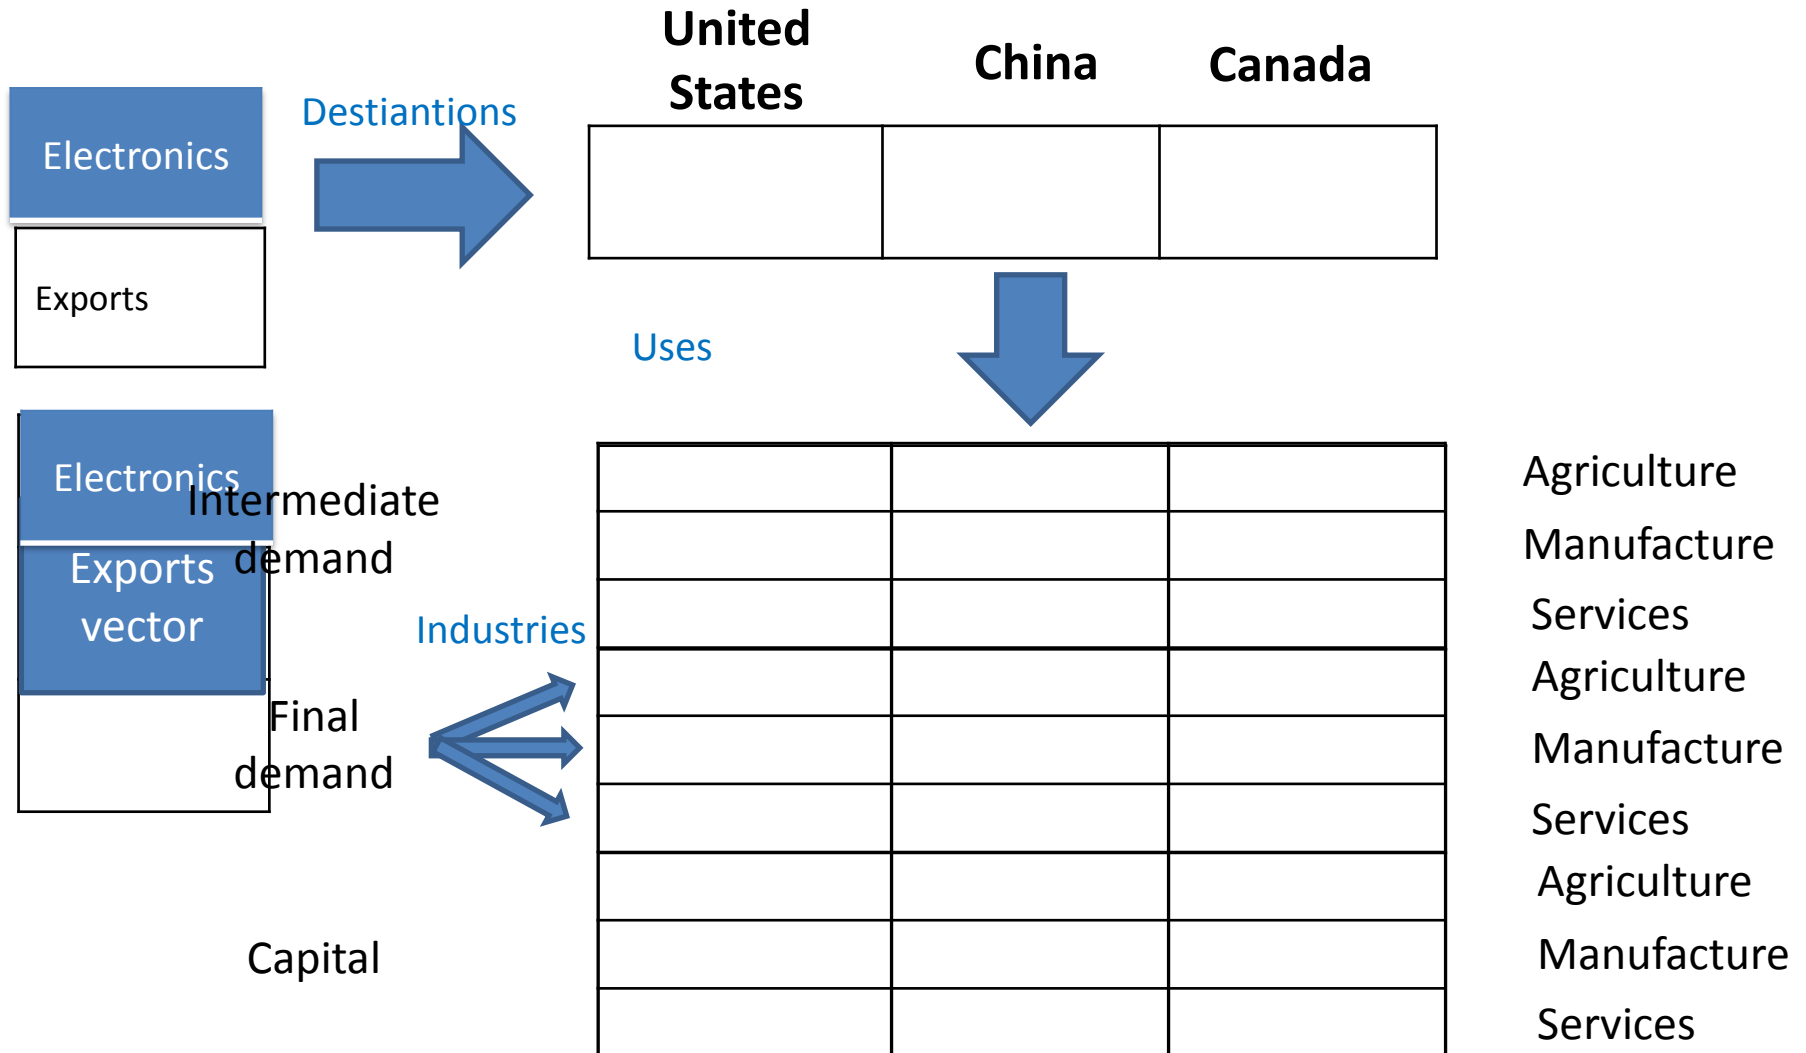 United
States
China
Canada
Destiantions
Electronics
Exports
Uses
Electronics
Intermediate
demand
Exports
vector
Industries
Final
demand
Capital
Agriculture
Manufacture
Services
Agriculture
Manufacture
Services
Agriculture
Manufacture
Services